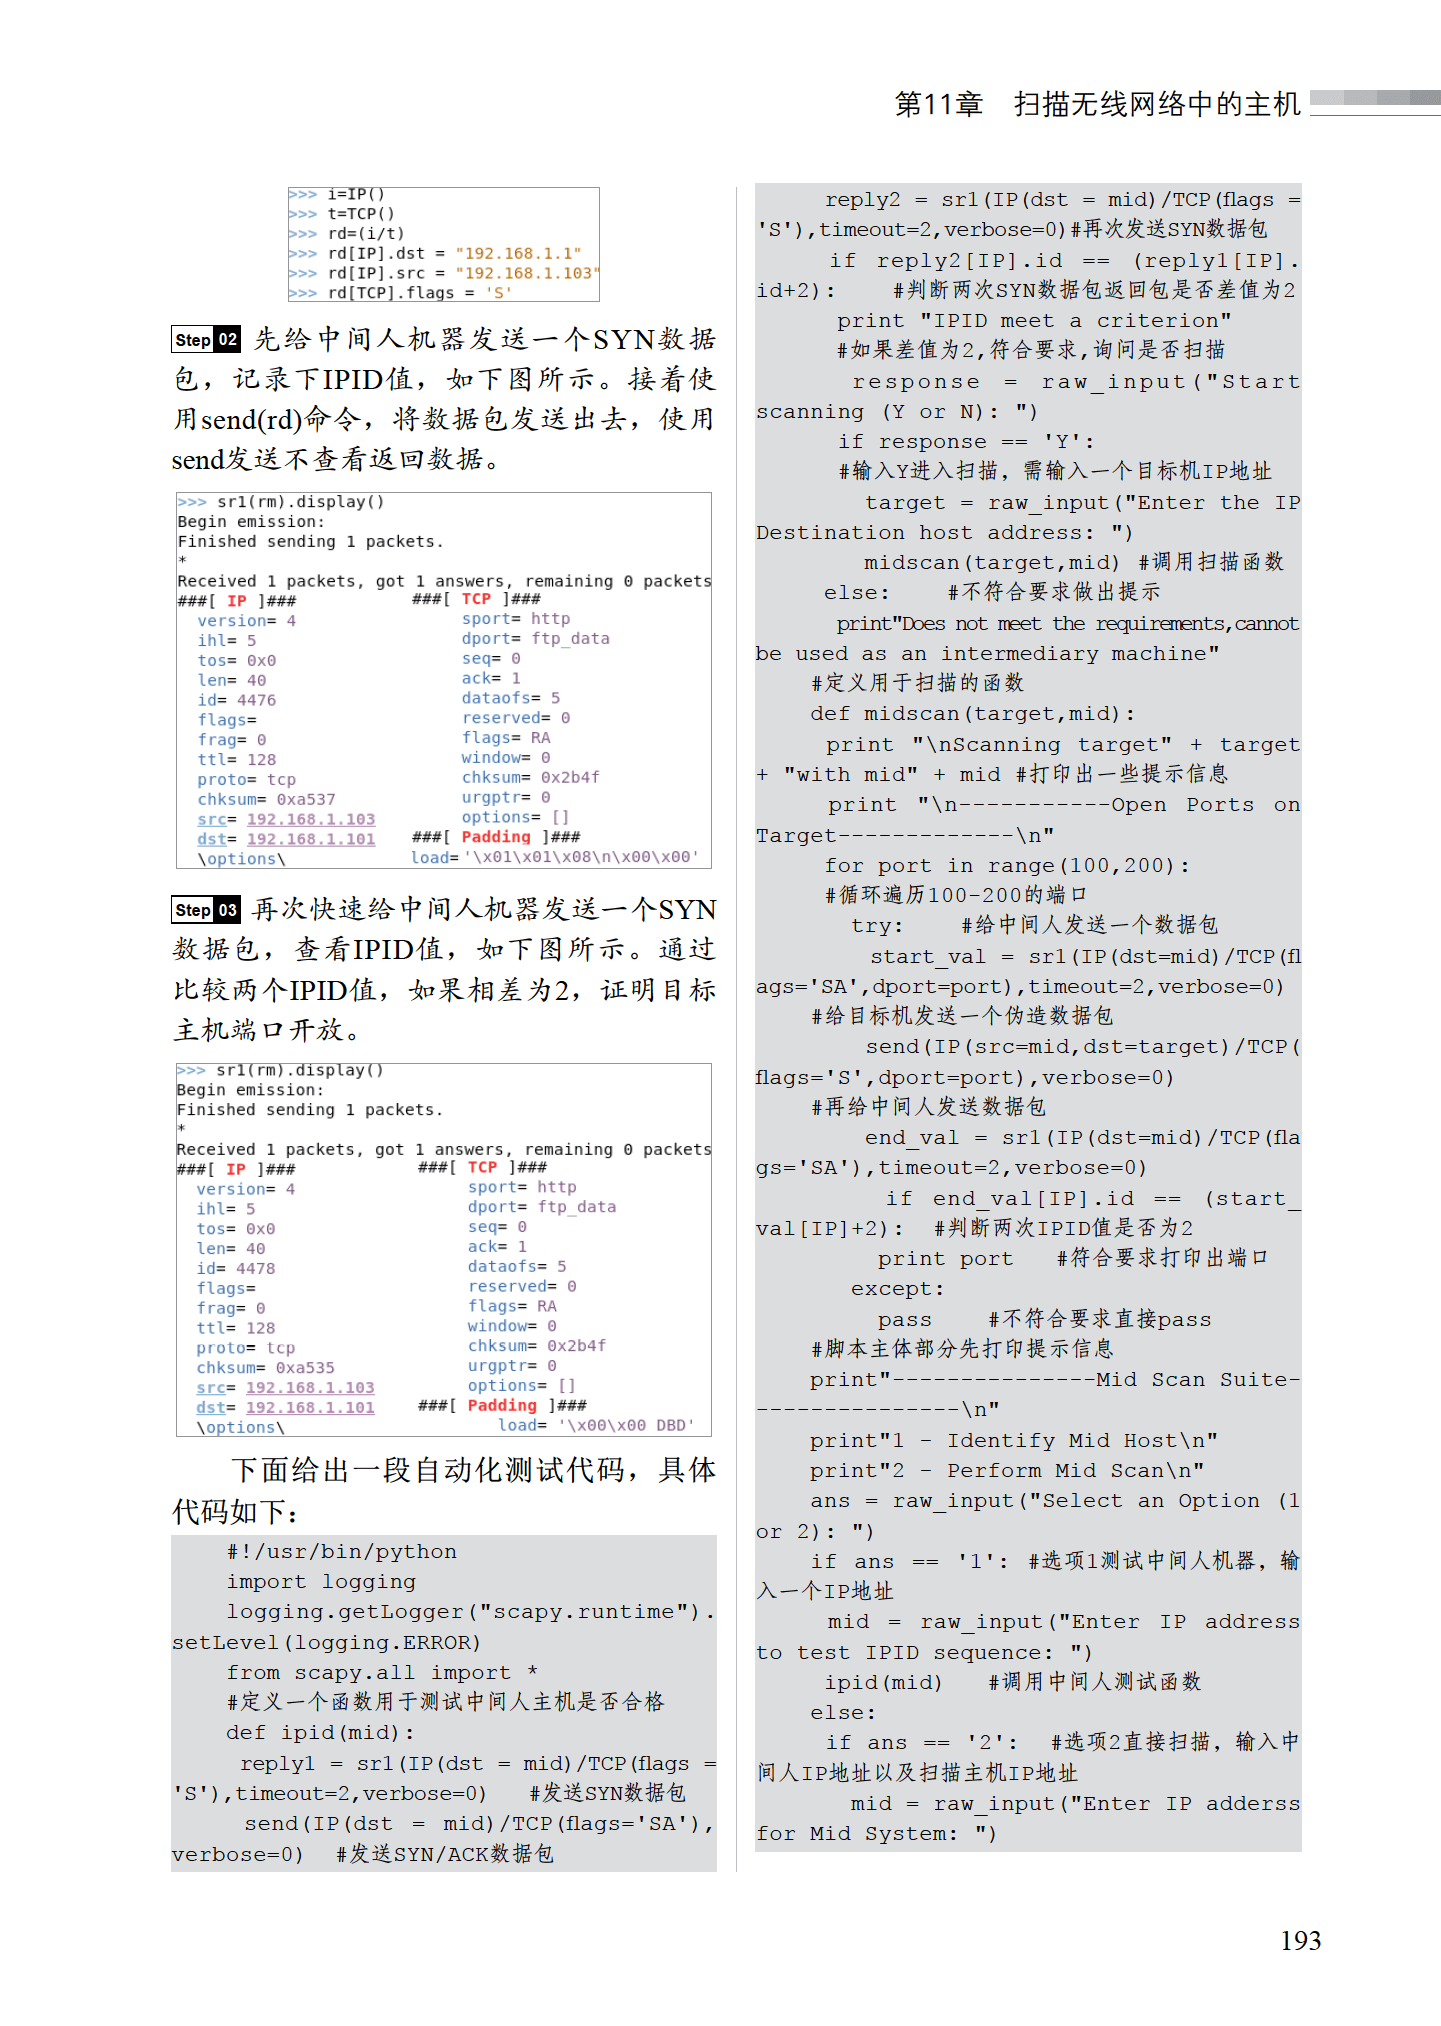 第11章　扫描无线网络中的主机
>>> i=IP()
>>> t=TCP()
>>> rd=(i/t)
>>> rd[IP].dst = "192.168.1.1"
>>> rd[IP].src = "192.168.1.103"
>>> rd[TCP].flags = 'S'
Step 02 先给中间人机器发送一个SYN数据
包，记录下IPID值，如下图所示。接着使
用send(rd)命令，将数据包发送出去，使用
send发送不查看返回数据。
>>> sr1(rm).display()
Begin emission:
Finished sending 1 packets.
*
Received 1 packets, got 1 answers, remaining 0 packets
###[ IP ]###
version= 4
ihl= 5
tos= 0x0
len= 40
id= 4476
flags=
frag= 0
ttl= 128
proto= tcp
chksum= 0xa537
src= 192.168.1.103
dst= 192.168.1.101
\options\
###[ TCP ]###
sport= http
dport= ftp_data
seq= 0
ack= 1
dataofs= 5
reserved= 0
flags= RA
window= 0
chksum= 0x2b4f
urgptr= 0
options= []
###[ Padding ]###
load= '\x01\x01\x08\n\x00\x00'
Step 03 再次快速给中间人机器发送一个SYN
数据包，查看IPID值，如下图所示。通过
比较两个IPID值，如果相差为2，证明目标
主机端口开放。
>>> sr1(rm).display()
Begin emission:
Finished sending 1 packets.
*
Received 1 packets, got 1 answers, remaining 0 packets
###[ IP ]###
version= 4
ihl= 5
tos= 0x0
len= 40
id= 4478
flags=
frag= 0
ttl= 128
proto= tcp
chksum= 0xa535
src= 192.168.1.103
dst= 192.168.1.101
\options\
###[ TCP ]###
sport= http
dport= ftp_data
seq= 0
ack= 1
dataofs= 5
reserved= 0
flags= RA
window= 0
chksum= 0x2b4f
urgptr= 0
options= []
###[ Padding ]###
load= '\x00\x00 DBD'
下面给出一段自动化测试代码，具体
代码如下：
#!/usr/bin/python
import logging
logging.getLogger("scapy.runtime").
setLevel(logging.ERROR)
from scapy.all import *
#定义一个函数用于测试中间人主机是否合格
def ipid(mid):
reply1 = sr1(IP(dst = mid)/TCP(flags =
'S'),timeout=2,verbose=0)   #发送SYN数据包
send(IP(dst = mid)/TCP(flags='SA'),
verbose=0)  #发送SYN/ACK数据包
reply2 = sr1(IP(dst = mid)/TCP(flags =
'S'),timeout=2,verbose=0)#再次发送SYN数据包
if reply2[IP].id == (reply1[IP].
id+2):    #判断两次SYN数据包返回包是否差值为2
print "IPID meet a criterion"
#如果差值为2,符合要求,询问是否扫描
response = raw_input("Start
scanning (Y or N): ")
if response == 'Y':
#输入Y进入扫描，需输入一个目标机IP地址
target = raw_input("Enter the IP
Destination host address: ")
midscan(target,mid) #调用扫描函数
else:    #不符合要求做出提示
print"Does not meet the requirements,cannot
be used as an intermediary machine"
#定义用于扫描的函数
def midscan(target,mid):
print "\nScanning target" + target
+ "with mid" + mid #打印出一些提示信息
print "\n-----------Open Ports on
Target-------------\n"
for port in range(100,200):
#循环遍历100-200的端口
try:    #给中间人发送一个数据包
start_val = sr1(IP(dst=mid)/TCP(fl
ags='SA',dport=port),timeout=2,verbose=0)
#给目标机发送一个伪造数据包
send(IP(src=mid,dst=target)/TCP(
flags='S',dport=port),verbose=0)
#再给中间人发送数据包
end_val = sr1(IP(dst=mid)/TCP(fla
gs='SA'),timeout=2,verbose=0)
if end_val[IP].id == (start_
val[IP]+2):  #判断两次IPID值是否为2
print port   #符合要求打印出端口
except:
pass    #不符合要求直接pass
#脚本主体部分先打印提示信息
print"---------------Mid Scan Suite-
---------------\n"
print"1 - Identify Mid Host\n"
print"2 - Perform Mid Scan\n"
ans = raw_input("Select an Option (1
or 2): ")
if ans == '1': #选项1测试中间人机器，输
入一个IP地址
mid = raw_input("Enter IP address
to test IPID sequence: ")
ipid(mid)   #调用中间人测试函数
else:
if ans == '2':  #选项2直接扫描，输入中
间人IP地址以及扫描主机IP地址
mid = raw_input("Enter IP adderss
for Mid System: ")
193